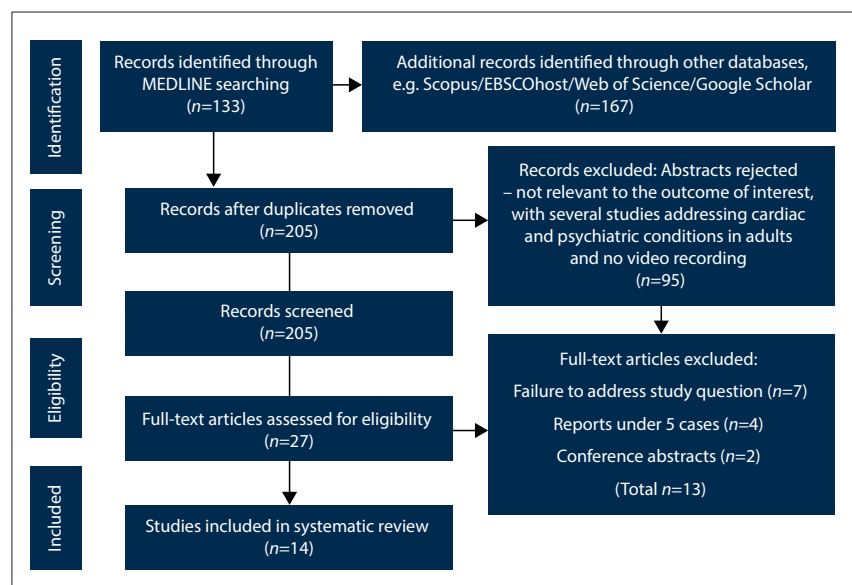 Identification
Records identified through
MEDLINE searching
(n=133)
Additional records identified through other databases,
e.g. Scopus/EBSCOhost/Web of Science/Google Scholar
(n=167)
Screening
Records after duplicates removed
(n=205)
Records excluded: Abstracts rejected
– not relevant to the outcome of interest,
with several studies addressing cardiac
and psychiatric conditions in adults
and no video recording
(n=95)
Records screened
(n=205)
Eligibility
Full-text articles assessed for eligibility
(n=27)
Full-text articles excluded:
Failure to address study question (n=7)
Reports under 5 cases (n=4)
Conference abstracts (n=2)
(Total n=13)
Included
Studies included in systematic review
(n=14)